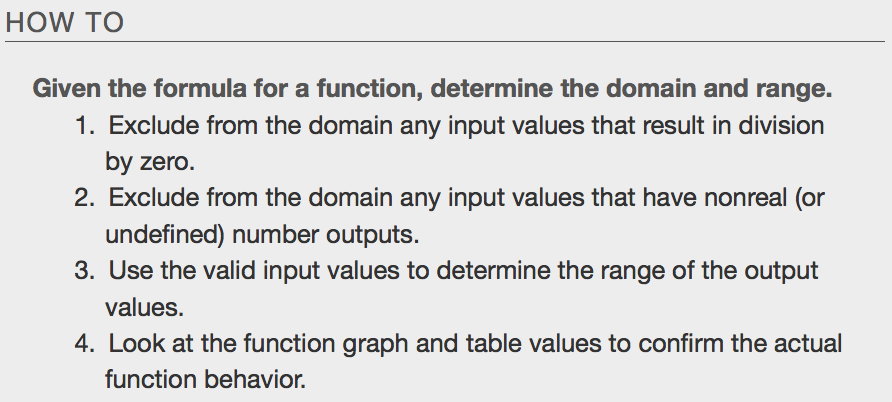 HOW TO
Given the formula for a function, determine the domain and range.
1. Exclude from the domain any input values that result in division
by zero.
2. Exclude from the domain any input values that have nonreal (or
undefined) number outputs.
3. Use the valid input values to determine the range of the output
values.
4. Look at the function graph and table values to confirm the actual
function behavior.